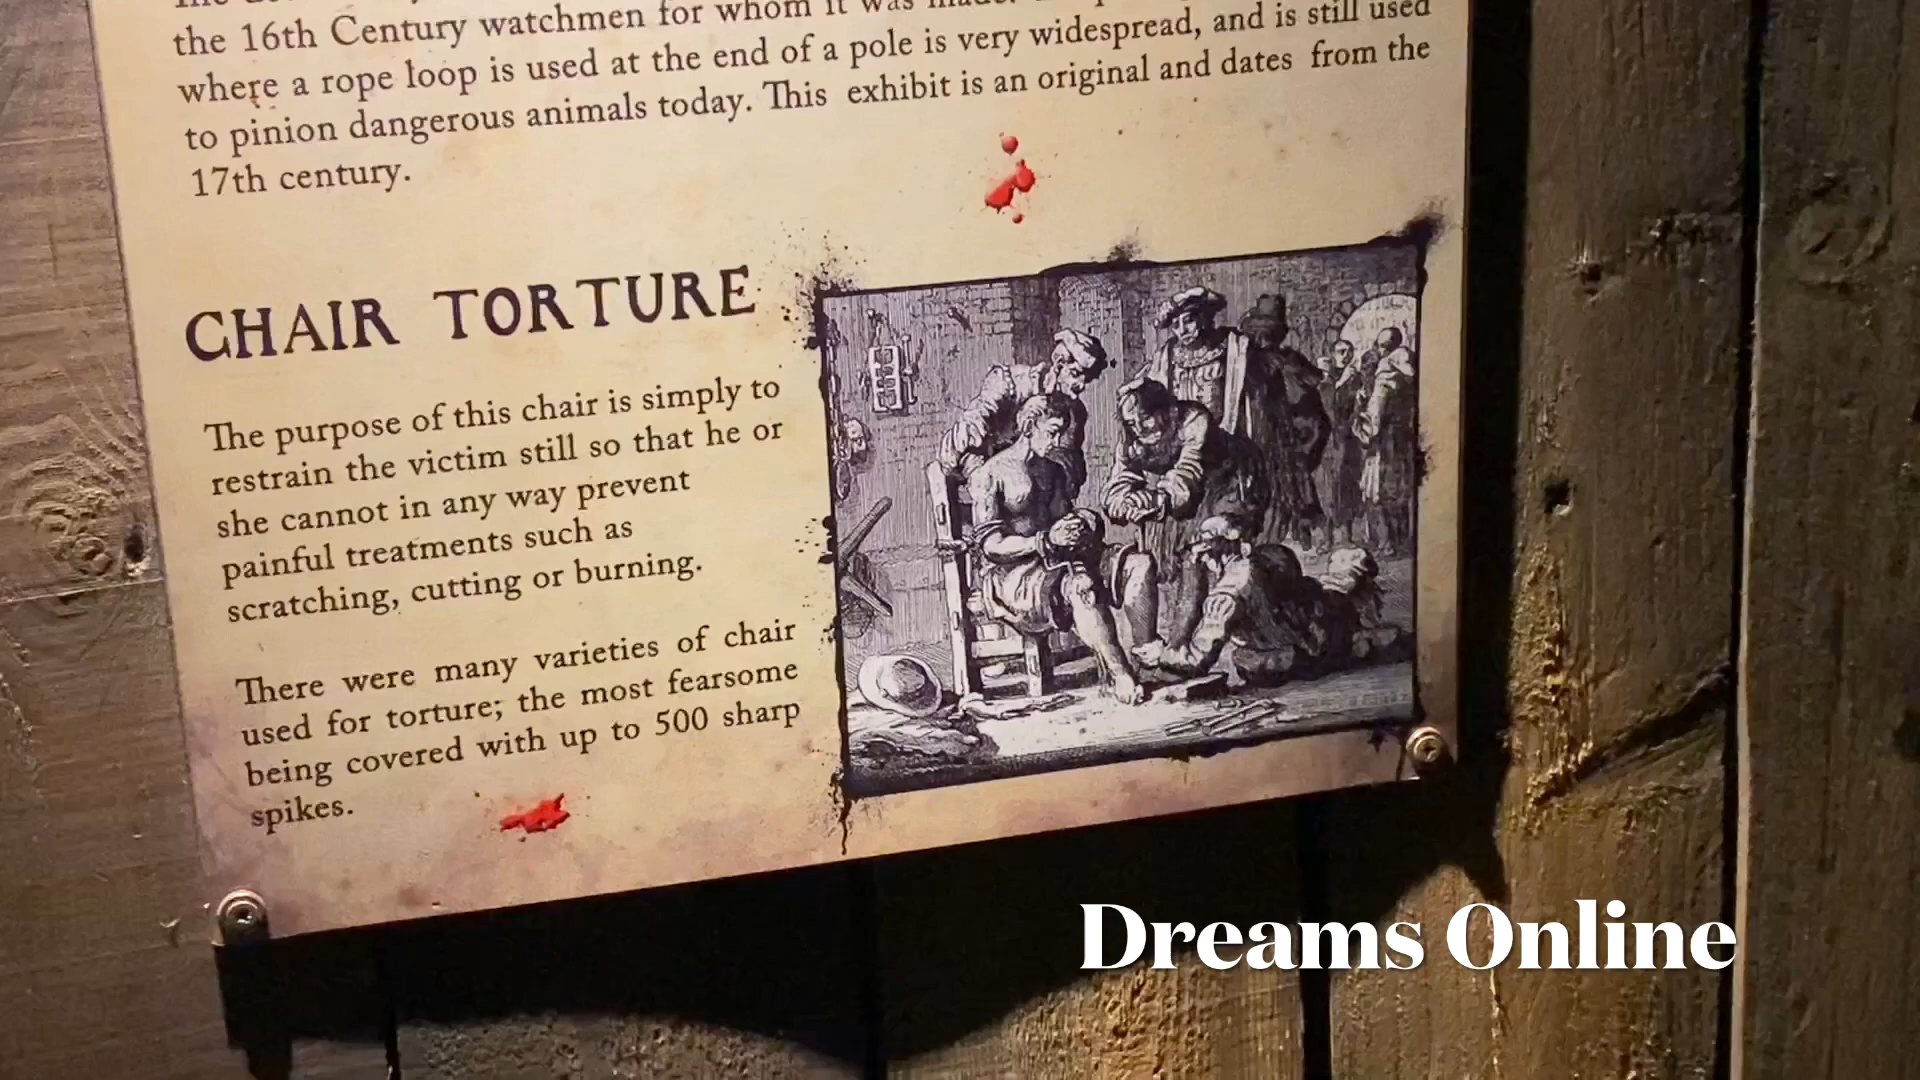 the 16th Century watchmen for whom it was
where a rope loop is used at the end of a pole is very widespread, and is still used
to pinion dangerous animals today. This exhibit is an original and dates from the
17th century.
CHAIR TORTURE
The purpose of this chair is simply to
restrain the victim still so that he or
she cannot in any way prevent
painful treatments such as
scratching, cutting or burning.
There were many varieties of chair
used for torture; the most fearsome
being covered with up to 500 sharp
spikes.
Dreams Online